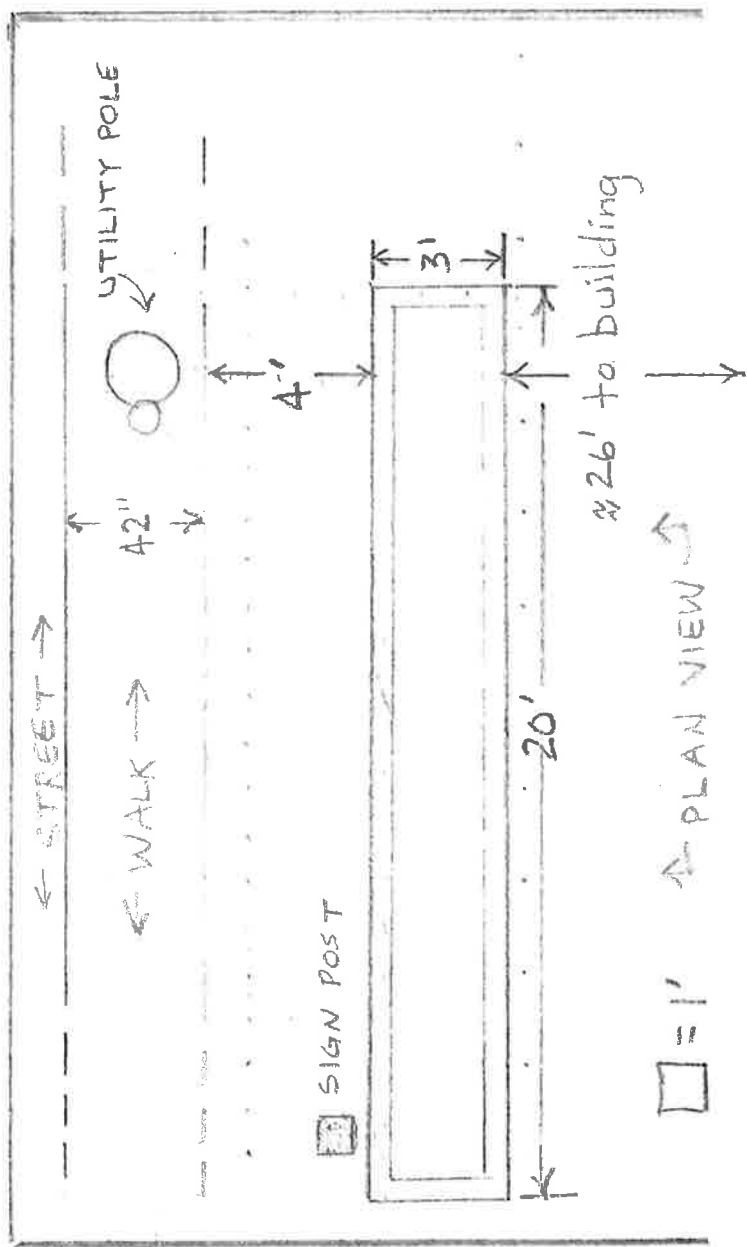 ← STREET →
UTILITY POLE
42"
← WALK →
4'
SIGN POST
3'
20'
≈ 26' to building
□ = 1'
← PLAN VIEW →